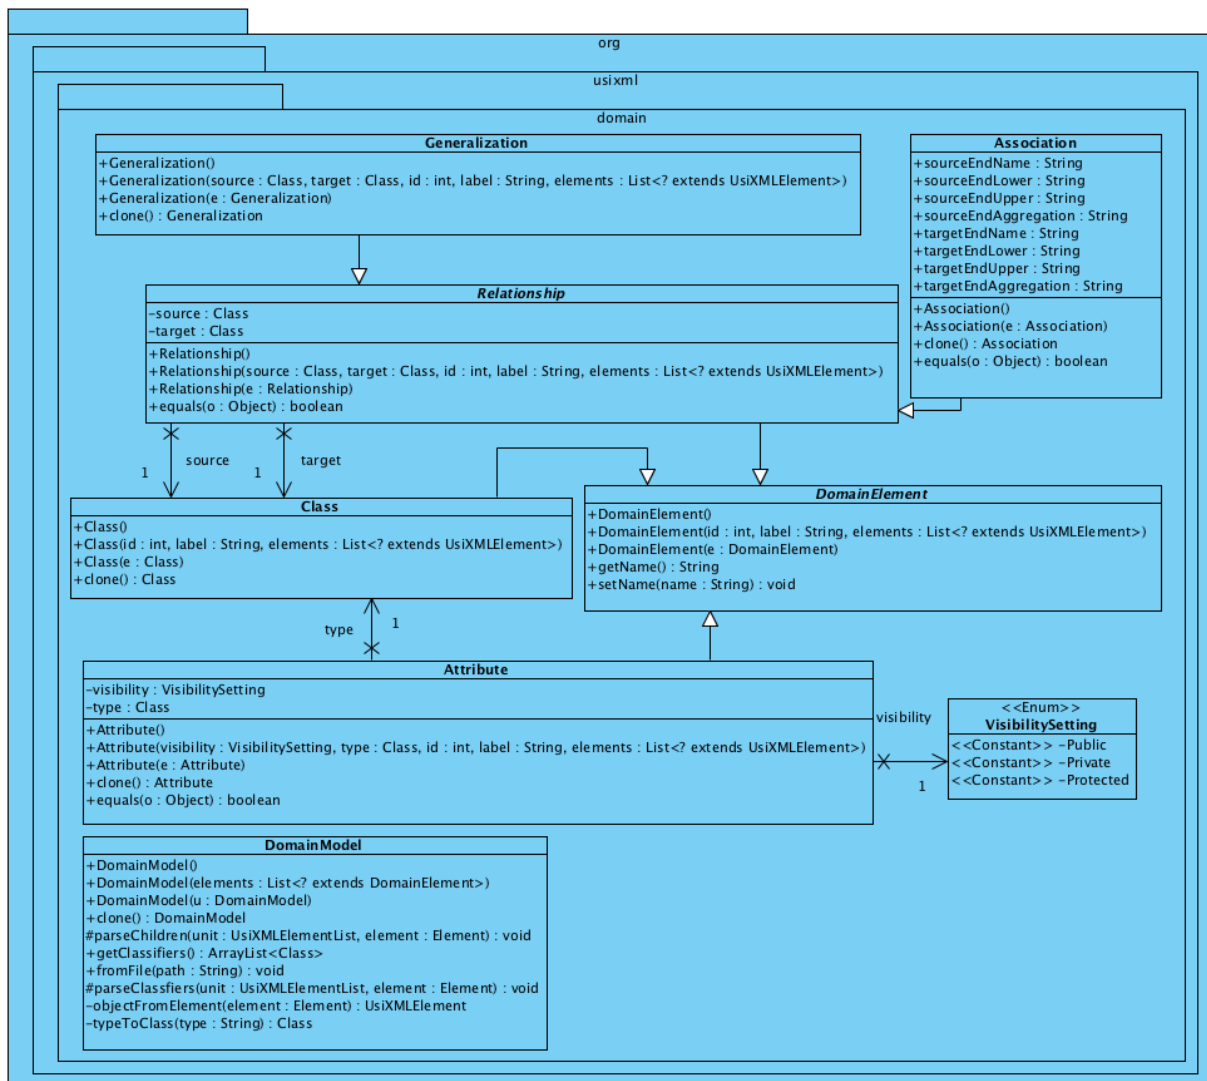 org
usixml
domain
Generalization
+Generalization()
+Generalization(source : Class, target : Class, id : int, label : String, elements : List<? extends UsiXMLElement>)
+Generalization(e : Generalization)
+clone() : Generalization
Association
+sourceEndName : String
+sourceEndLower : String
+sourceEndUpper : String
+sourceEndAggregation : String
+targetEndName : String
+targetEndLower : String
+targetEndUpper : String
+targetEndAggregation : String
+Association()
+Association(e : Association)
+clone() : Association
+equals(o : Object) : boolean
Relationship
-source : Class
-target : Class
+Relationship()
+Relationship(source : Class, target : Class, id : int, label : String, elements : List<? extends UsiXMLElement>)
+Relationship(e : Relationship)
+equals(o : Object) : boolean
source
target
1
1
Class
+Class()
+Class(id : int, label : String, elements : List<? extends UsiXMLElement>)
+Class(e : Class)
+clone() : Class
DomainElement
+DomainElement()
+DomainElement(id : int, label : String, elements : List<? extends UsiXMLElement>)
+DomainElement(e : DomainElement)
+getName() : String
+setName(name : String) : void
1
type
Attribute
-visibility : VisibilitySetting
-type : Class
+Attribute()
+Attribute(visibility : VisibilitySetting, type : Class, id : int, label : String, elements : List<? extends UsiXMLElement>)
+Attribute(e : Attribute)
+clone() : Attribute
+equals(o : Object) : boolean
visibility
1
<<Enum>>
VisibilitySetting
<<Constant>> -Public
<<Constant>> -Private
<<Constant>> -Protected
DomainModel
+DomainModel()
+DomainModel(elements : List<? extends DomainElement>)
+DomainModel(u : DomainModel)
+clone() : DomainModel
#parseChildren(unit : UsiXMLElementList, element : Element) : void
+getClassifiers() : ArrayList<Class>
+fromFile(path : String) : void
#parseClassfiers(unit : UsiXMLElementList, element : Element) : void
-objectFromElement(element : Element) : UsiXMLElement
-typeToClass(type : String) : Class